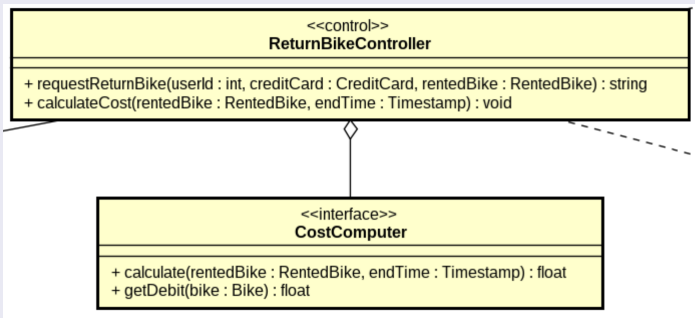 <<control>>
ReturnBikeController
+ requestReturnBike(userId : int, creditCard : CreditCard, rentedBike : RentedBike) : string
+ calculateCost(rentedBike : RentedBike, endTime : Timestamp) : void
<<interface>>
CostComputer
+ calculate(rentedBike : RentedBike, endTime : Timestamp) : float
+ getDebit(bike : Bike) : float